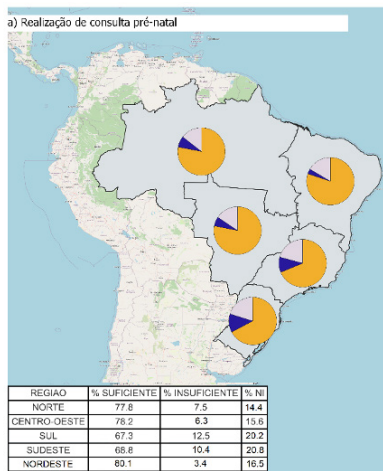 a) Realização de consulta pré-natal
REGIAO % SUFICIENTE % INSUFICIENTE % NI
NORTE 77.8 7.5 14.4
CENTRO-OESTE 78.2 6.3 15.6
SUL 67.3 12.5 20.2
SUDESTE 68.8 10.4 20.8
NORDESTE 80.1 3.4 16.5